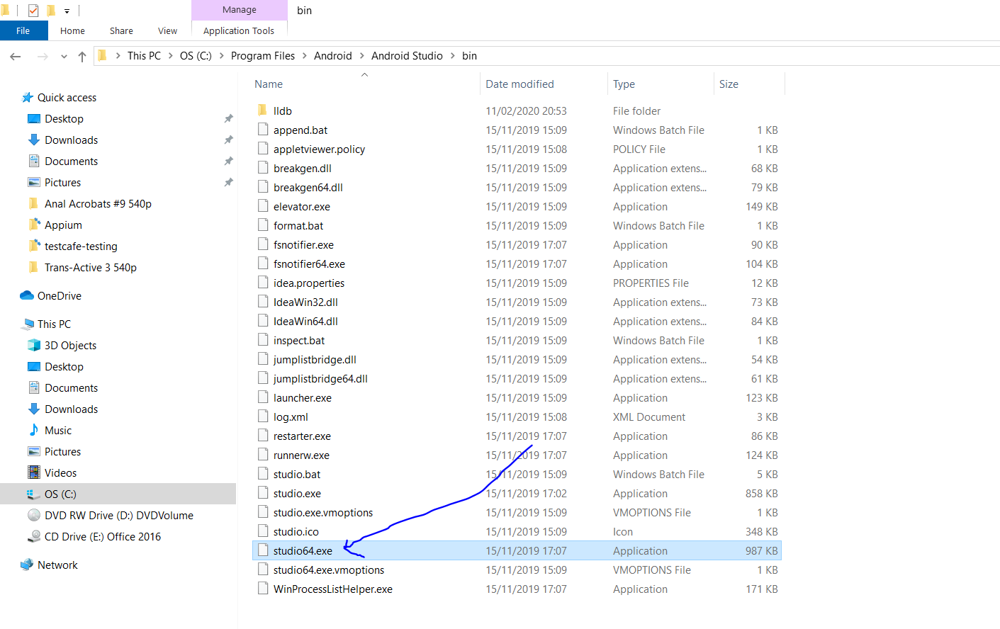 Manage
bin
File
Home
Share
View
Application Tools
This PC > OS (C:) > Program Files > Android > Android Studio > bin
Name Date modified Type Size
Quick access
Desktop
Downloads
Documents
Pictures
Anal Acrobats #9 540p
Appium
testcafe-testing
Trans-Active 3 540p
OneDrive
This PC
3D Objects
Desktop
Documents
Downloads
Music
Pictures
Videos
OS (C:)
DVD RW Drive (D:) DVDVolume
CD Drive (E:) Office 2016
Network
lldb 11/02/2020 20:53 File folder
append.bat 15/11/2019 15:09 Windows Batch File 1 KB
appletviewer.policy 15/11/2019 15:08 POLICY File 1 KB
breakgen.dll 15/11/2019 15:09 Application extens... 68 KB
breakgen64.dll 15/11/2019 15:09 Application extens... 79 KB
elevator.exe 15/11/2019 15:09 Application 149 KB
format.bat 15/11/2019 15:09 Windows Batch File 1 KB
fsnotifier.exe 15/11/2019 17:07 Application 90 KB
fsnotifier64.exe 15/11/2019 17:07 Application 104 KB
idea.properties 15/11/2019 15:09 PROPERTIES File 12 KB
IdeaWin32.dll 15/11/2019 15:09 Application extens... 73 KB
IdeaWin64.dll 15/11/2019 15:09 Application extens... 84 KB
inspect.bat 15/11/2019 15:09 Windows Batch File 1 KB
jumplistbridge.dll 15/11/2019 15:09 Application extens... 54 KB
jumplistbridge64.dll 15/11/2019 15:09 Application extens... 61 KB
launcher.exe 15/11/2019 15:09 Application 123 KB
log.xml 15/11/2019 15:08 XML Document 3 KB
restarter.exe 15/11/2019 17:07 Application 86 KB
runnerw.exe 15/11/2019 17:07 Application 124 KB
studio.bat 15/11/2019 15:09 Windows Batch File 5 KB
studio.exe 15/11/2019 17:02 Application 858 KB
studio.exe.vmoptions 15/11/2019 15:09 VMOPTIONS File 1 KB
studio.ico 15/11/2019 15:09 Icon 348 KB
studio64.exe 15/11/2019 17:07 Application 987 KB
studio64.exe.vmoptions 15/11/2019 15:09 VMOPTIONS File 1 KB
WinProcessListHelper.exe 15/11/2019 17:07 Application 171 KB